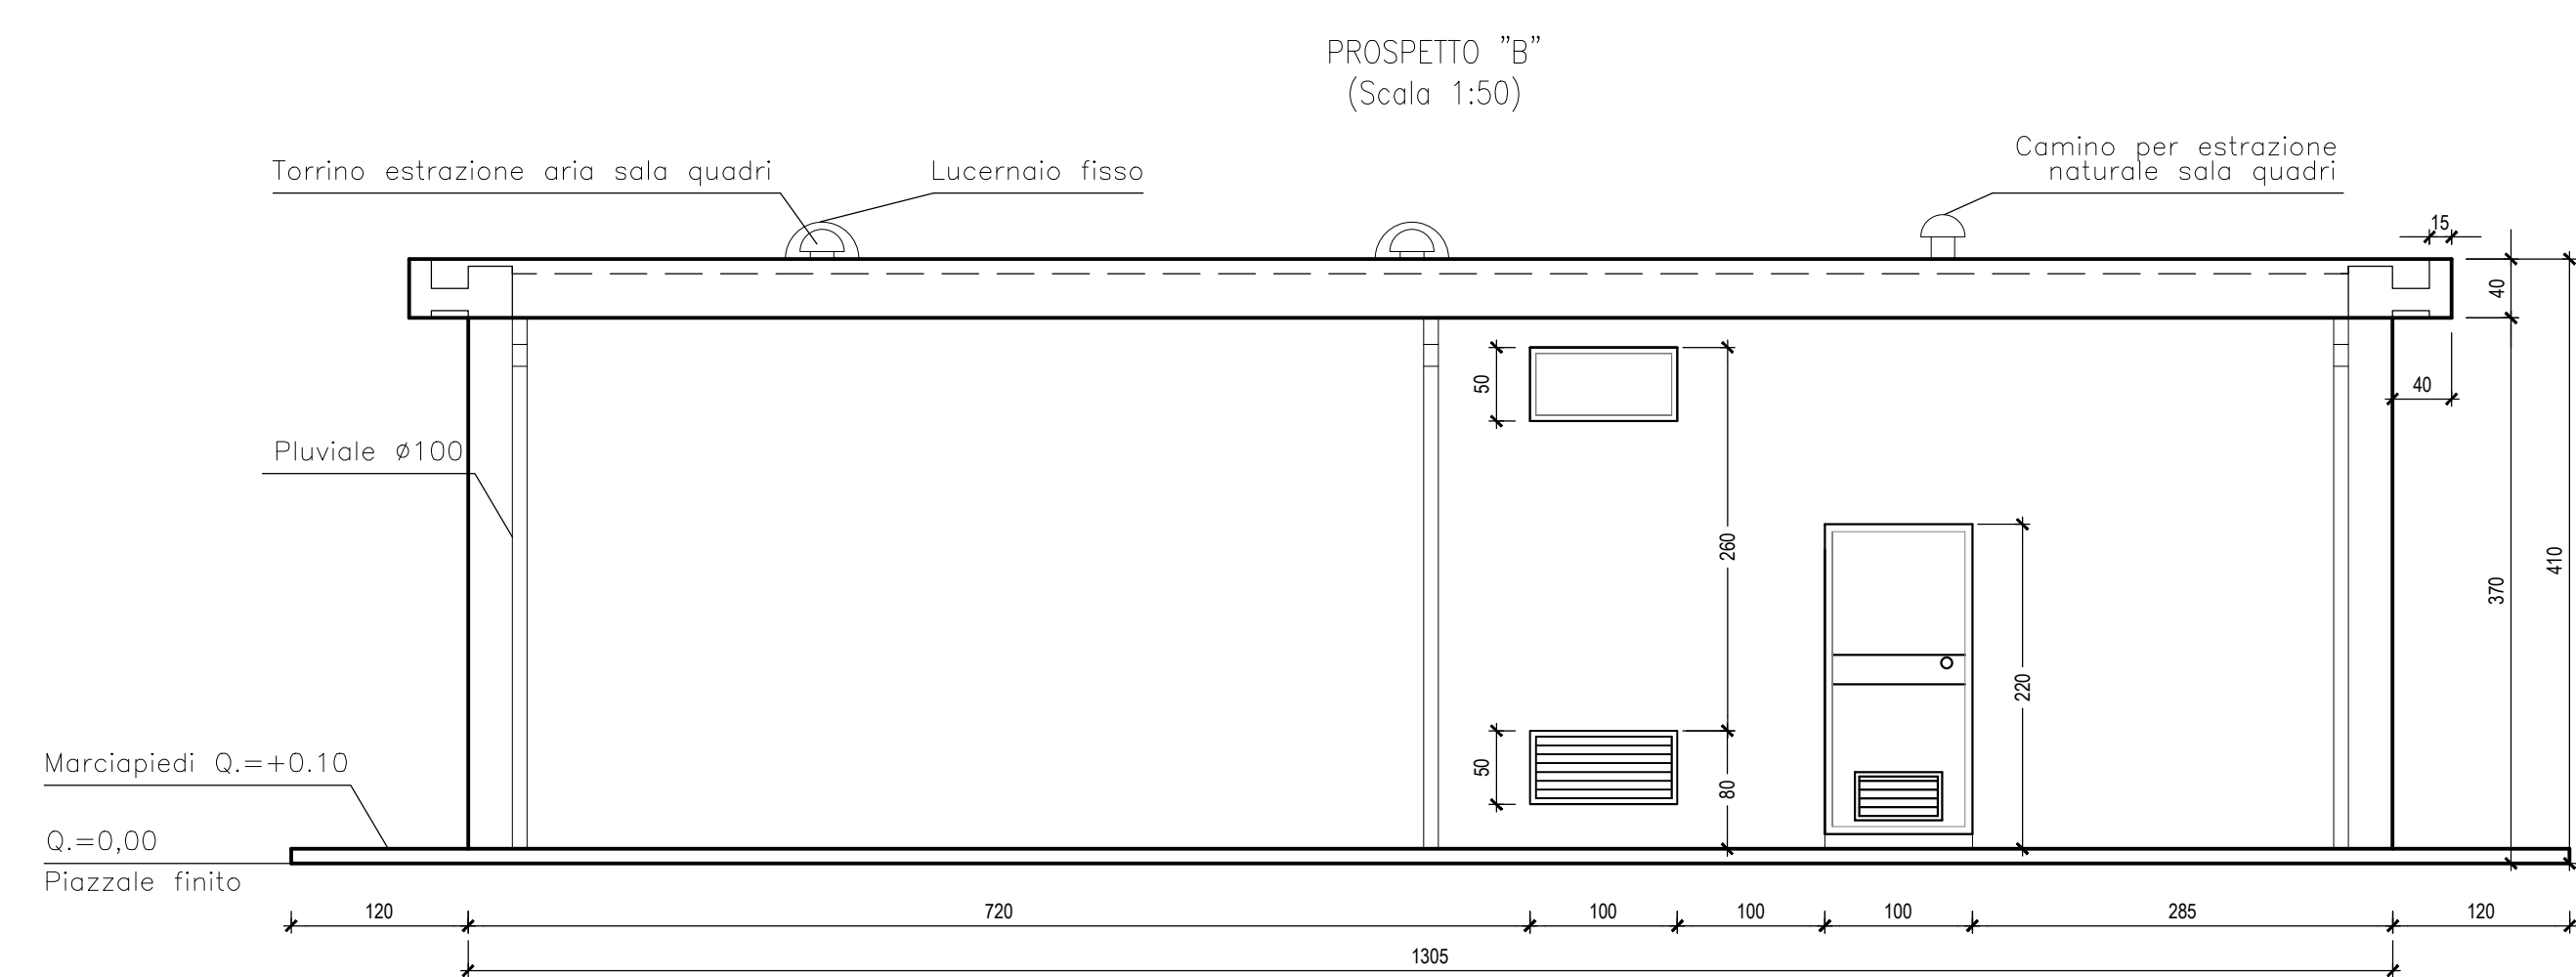 PROSPETTO "B"
(Scala 1:50)
Torrino estrazione aria sala quadri
Lucernaio fisso
Camino per estrazione
naturale sala quadri
15
40
50
40
Pluviale ø100
260
370
410
220
Marciapiedi Q.=+0.10
50
80
Q.=0,00
Piazzale finito
120
720
100
100
100
285
120
1305